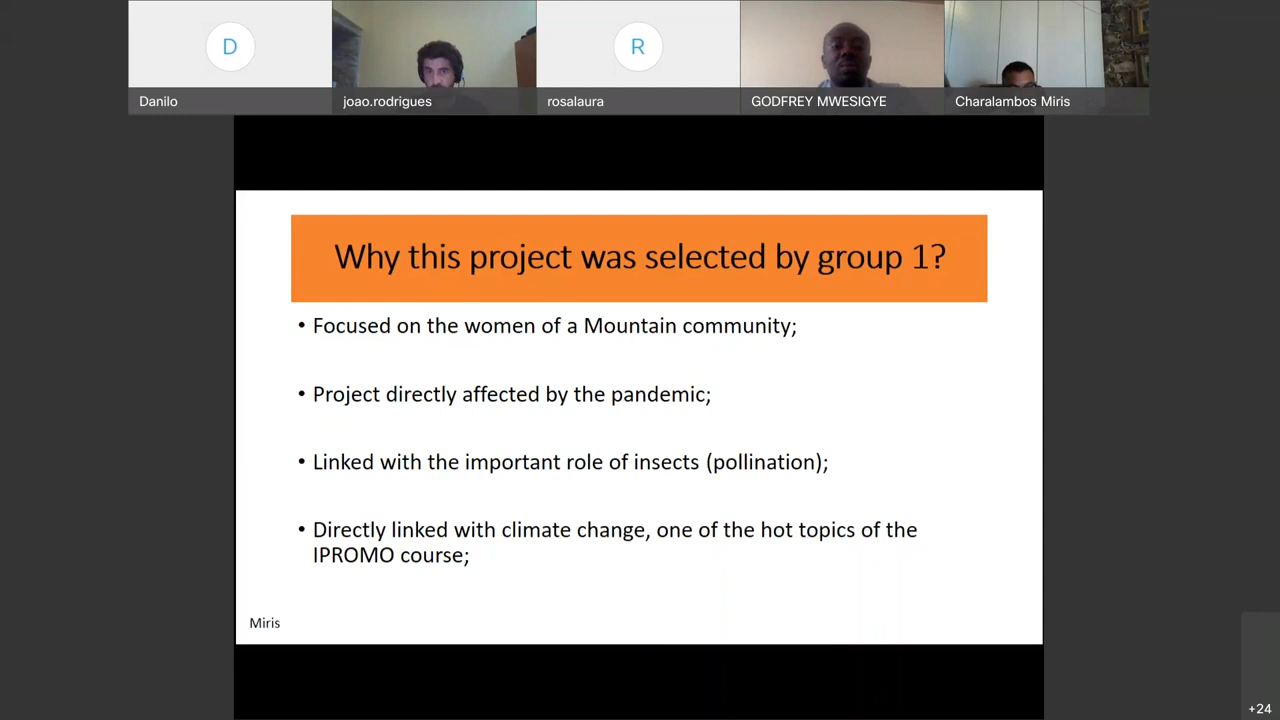 D
R
Danilo
joao.rodrigues
rosalaura
GODFREY MWESIGYE
Charalambos Miris
Why this project was selected by group 1?
• Focused on the women of a Mountain community;
• Project directly affected by the pandemic;
• Linked with the important role of insects (pollination);
• Directly linked with climate change, one of the hot topics of the
IPROMO course;
Miris
+24